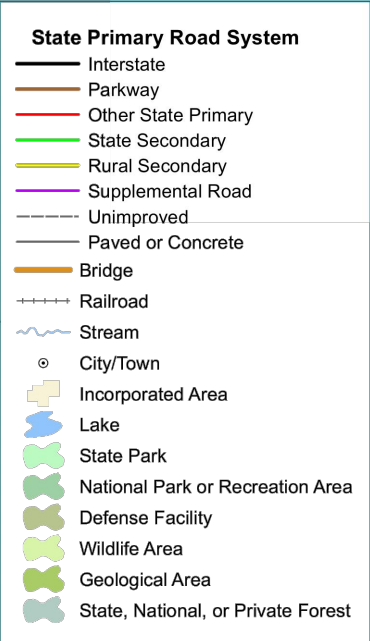 State Primary Road System
Interstate
Parkway
Other State Primary
State Secondary
Rural Secondary
Supplemental Road
Unimproved
Paved or Concrete
Bridge
Railroad
Stream
City/Town
Incorporated Area
Lake
State Park
National Park or Recreation Area
Defense Facility
Wildlife Area
Geological Area
State, National, or Private Forest